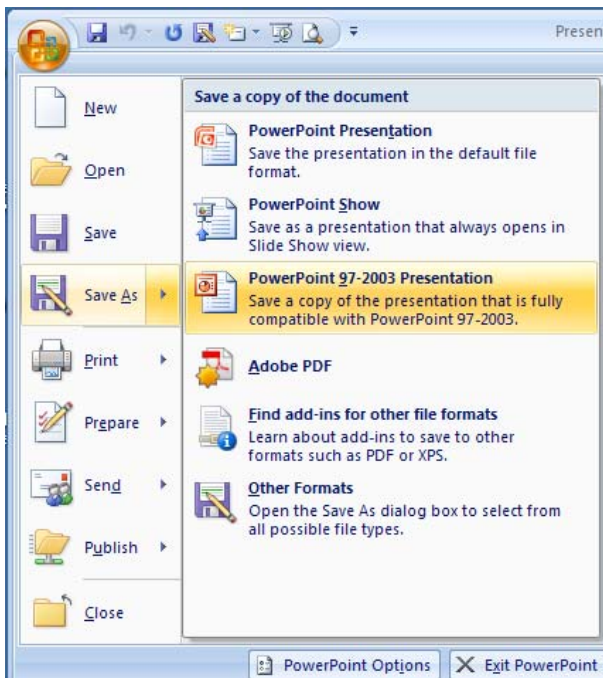 Presen
New
Open
Save
Save As
Print
Prepare
Send
Publish
Close
Save a copy of the document
PowerPoint Presentation
Save the presentation in the default file
format.
PowerPoint Show
Save as a presentation that always opens in
Slide Show view.
PowerPoint 97-2003 Presentation
Save a copy of the presentation that is fully
compatible with PowerPoint 97-2003.
Adobe PDF
Find add-ins for other file formats
Learn about add-ins to save to other
formats such as PDF or XPS.
Other Formats
Open the Save As dialog box to select from
all possible file types.
PowerPoint Options
Exit PowerPoint